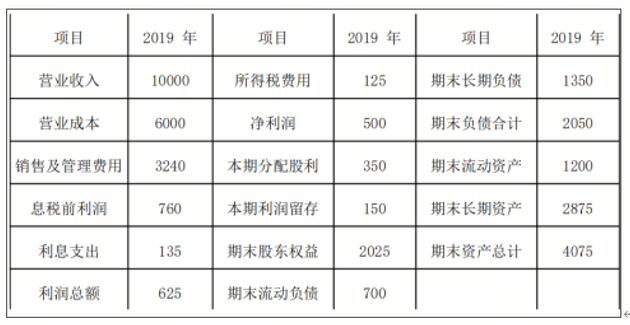 项目 2019 年 项目 2019 年 项目 2019 年
营业收入 10000 所得税费用 125 期末长期负债 1350
营业成本 6000 净利润 500 期末负债合计 2050
销售及管理费用 3240 本期分配股利 350 期末流动资产 1200
息税前利润 760 本期利润留存 150 期末长期资产 2875
利息支出 135 期末股东权益 2025 期末资产总计 4075
利润总额 625 期末流动负债 700